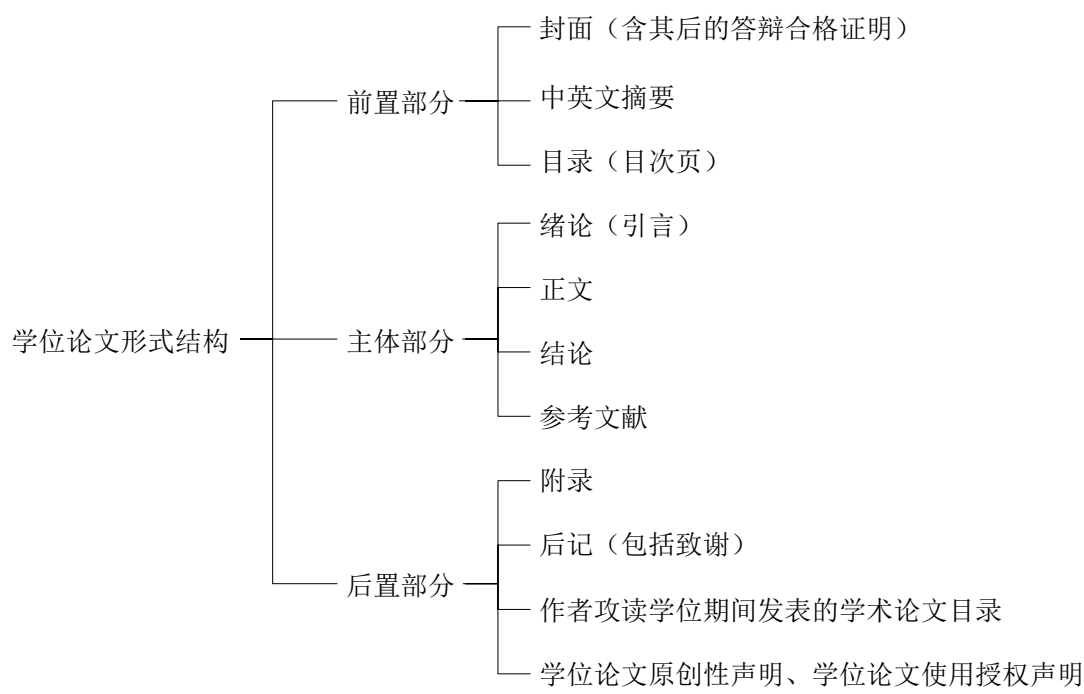 学位论文形式结构
前置部分
封面（含其后的答辩合格证明）
中英文摘要
目录（目次页）
主体部分
绪论（引言）
正文
结论
参考文献
后置部分
附录
后记（包括致谢）
作者攻读学位期间发表的学术论文目录
学位论文原创性声明、学位论文使用授权声明